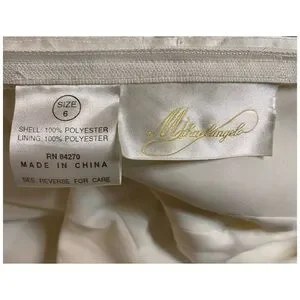 SIZE
6
SHELL: 100% POLYESTER
LINING: 100% POLYESTER
RN 84270
MADE IN CHINA
SEE REVERSE FOR CARE
Michaelangelo